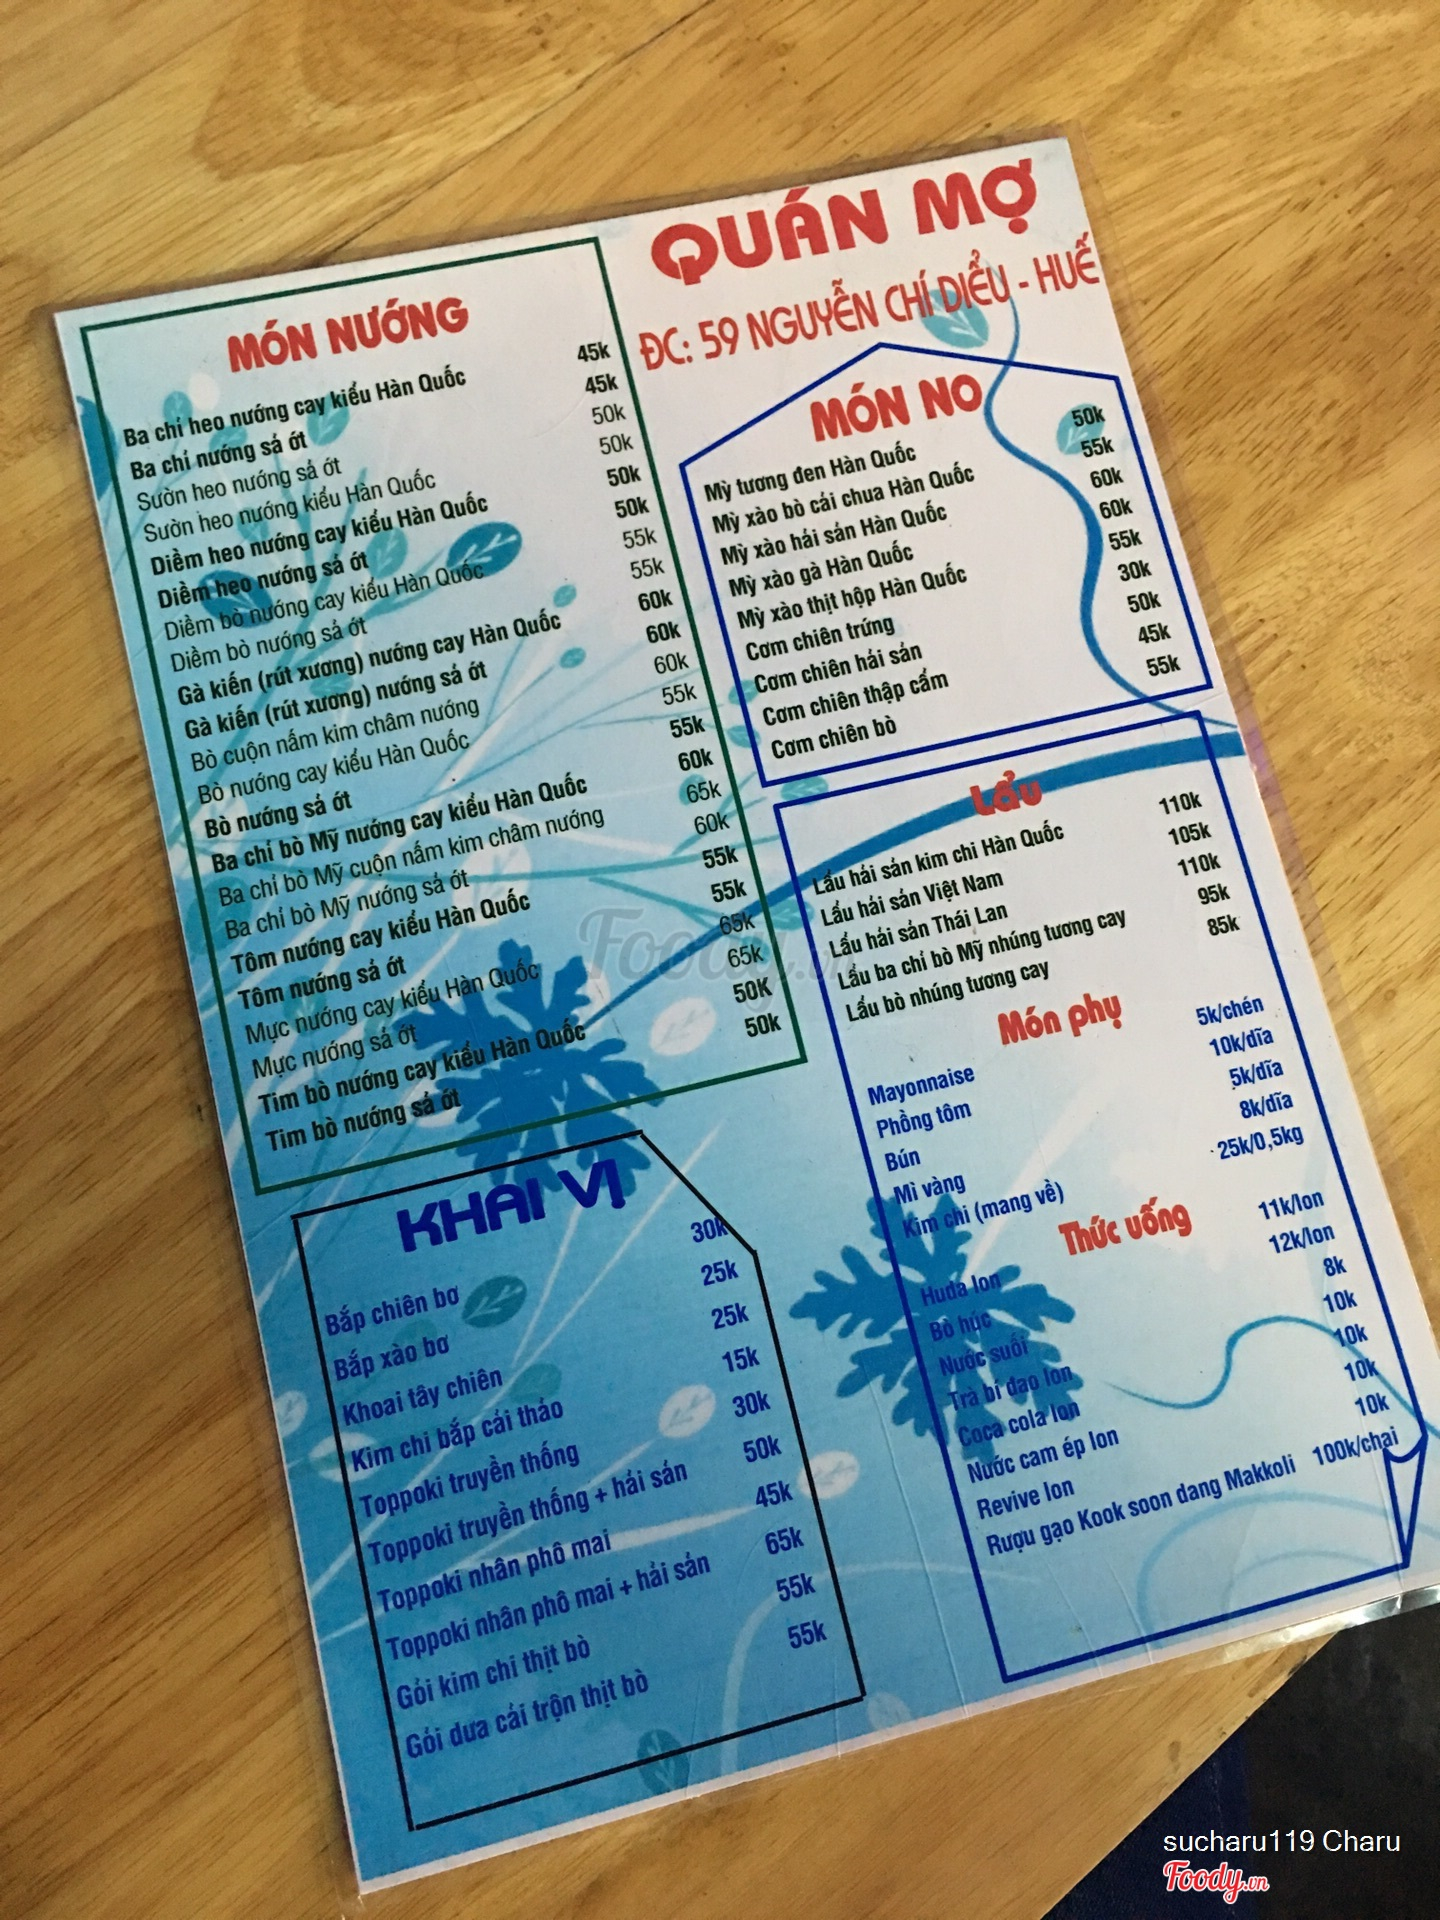 QUÁN MỢ
ĐC: 59 NGUYỄN CHÍ DIỂU - HUẾ
MÓN NƯỚNG
Ba chỉ heo nướng cay kiểu Hàn Quốc 45k
Ba chỉ nướng sả ớt 45k
Sườn heo nướng sả ớt 50k
Sườn heo nướng kiểu Hàn Quốc 50k
Diềm heo nướng cay kiểu Hàn Quốc 50k
Diềm heo nướng sả ớt 50k
Diềm bò nướng cay kiểu Hàn Quốc 55k
Diềm bò nướng sả ớt 55k
Gà kiến (rút xương) nướng cay Hàn Quốc 60k
Gà kiến (rút xương) nướng sả ớt 60k
Bò cuộn nấm kim châm nướng 60k
Bò nướng cay kiểu Hàn Quốc 55k
Bò nướng sả ớt 55k
Ba chỉ bò Mỹ nướng cay kiểu Hàn Quốc 60k
Ba chỉ bò Mỹ cuộn nấm kim châm nướng 65k
Ba chỉ bò Mỹ nướng sả ớt 60k
Tôm nướng cay kiểu Hàn Quốc 55k
Tôm nướng sả ớt 55k
Mực nướng cay kiểu Hàn Quốc 65k
Mực nướng sả ớt 65k
Tim bò nướng cay kiểu Hàn Quốc 50K
Tim bò nướng sả ớt 50k
KHAI VỊ
Bắp chiên bơ 30k
Bắp xào bơ 25k
Khoai tây chiên 25k
Kim chi bắp cải thảo 15k
Toppoki truyền thống 30k
Toppoki truyền thống + hải sản 50k
Toppoki nhân phô mai 45k
Toppoki nhân phô mai + hải sản 65k
Gỏi kim chi thịt bò 55k
Gỏi dưa cải trộn thịt bò 55k
MÓN NO
Mỳ tương đen Hàn Quốc 50k
Mỳ xào bò cải chua Hàn Quốc 55k
Mỳ xào hải sản Hàn Quốc 60k
Mỳ xào gà Hàn Quốc 60k
Mỳ xào thịt hộp Hàn Quốc 55k
Cơm chiên trứng 30k
Cơm chiên hải sản 50k
Cơm chiên thập cẩm 45k
Cơm chiên bò 55k
Lẩu
Lẩu hải sản kim chi Hàn Quốc 110k
Lẩu hải sản Việt Nam 105k
Lẩu hải sản Thái Lan 110k
Lẩu ba chỉ bò Mỹ nhúng tương cay 95k
Lẩu bò nhúng tương cay 85k
Món phụ
Mayonnaise 5k/chén
Phồng tôm 10k/dĩa
Bún 5k/dĩa
Mì vàng 8k/dĩa
Kim chi (mang về) 25k/0,5kg
Thức uống
Huda lon 11k/lon
Bò húc 12k/lon
Nước suối 8k
Trà bí đao lon 10k
Coca cola lon 10k
Nước cam ép lon 10k
Revive lon 10k
Rượu gạo Kook soon dang Makkoli 100k/chai
Foody.vn
sucharu119 Charu
Foody.vn